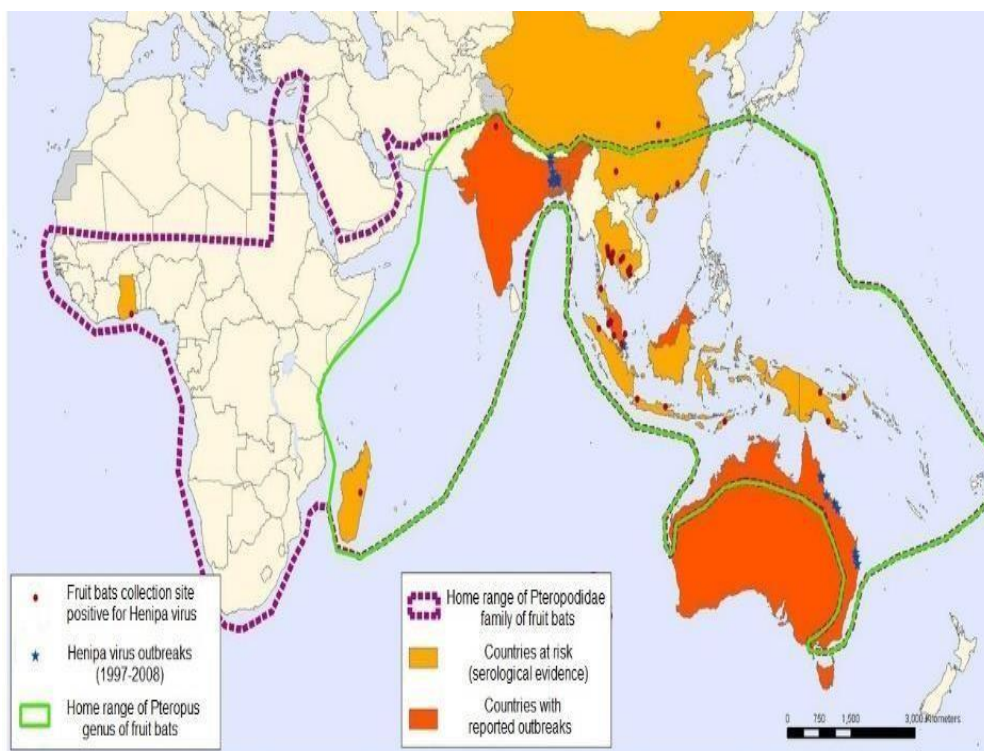 Fruit bats collection site
positive for Henipa virus
Henipa virus outbreaks
(1997-2008)
Home range of Pteropus
genus of fruit bats
Home range of Pteropodidae
family of fruit bats
Countries at risk
(serological evidence)
Countries with
reported outbreaks
0 750 1,500 3,000 Kilometers